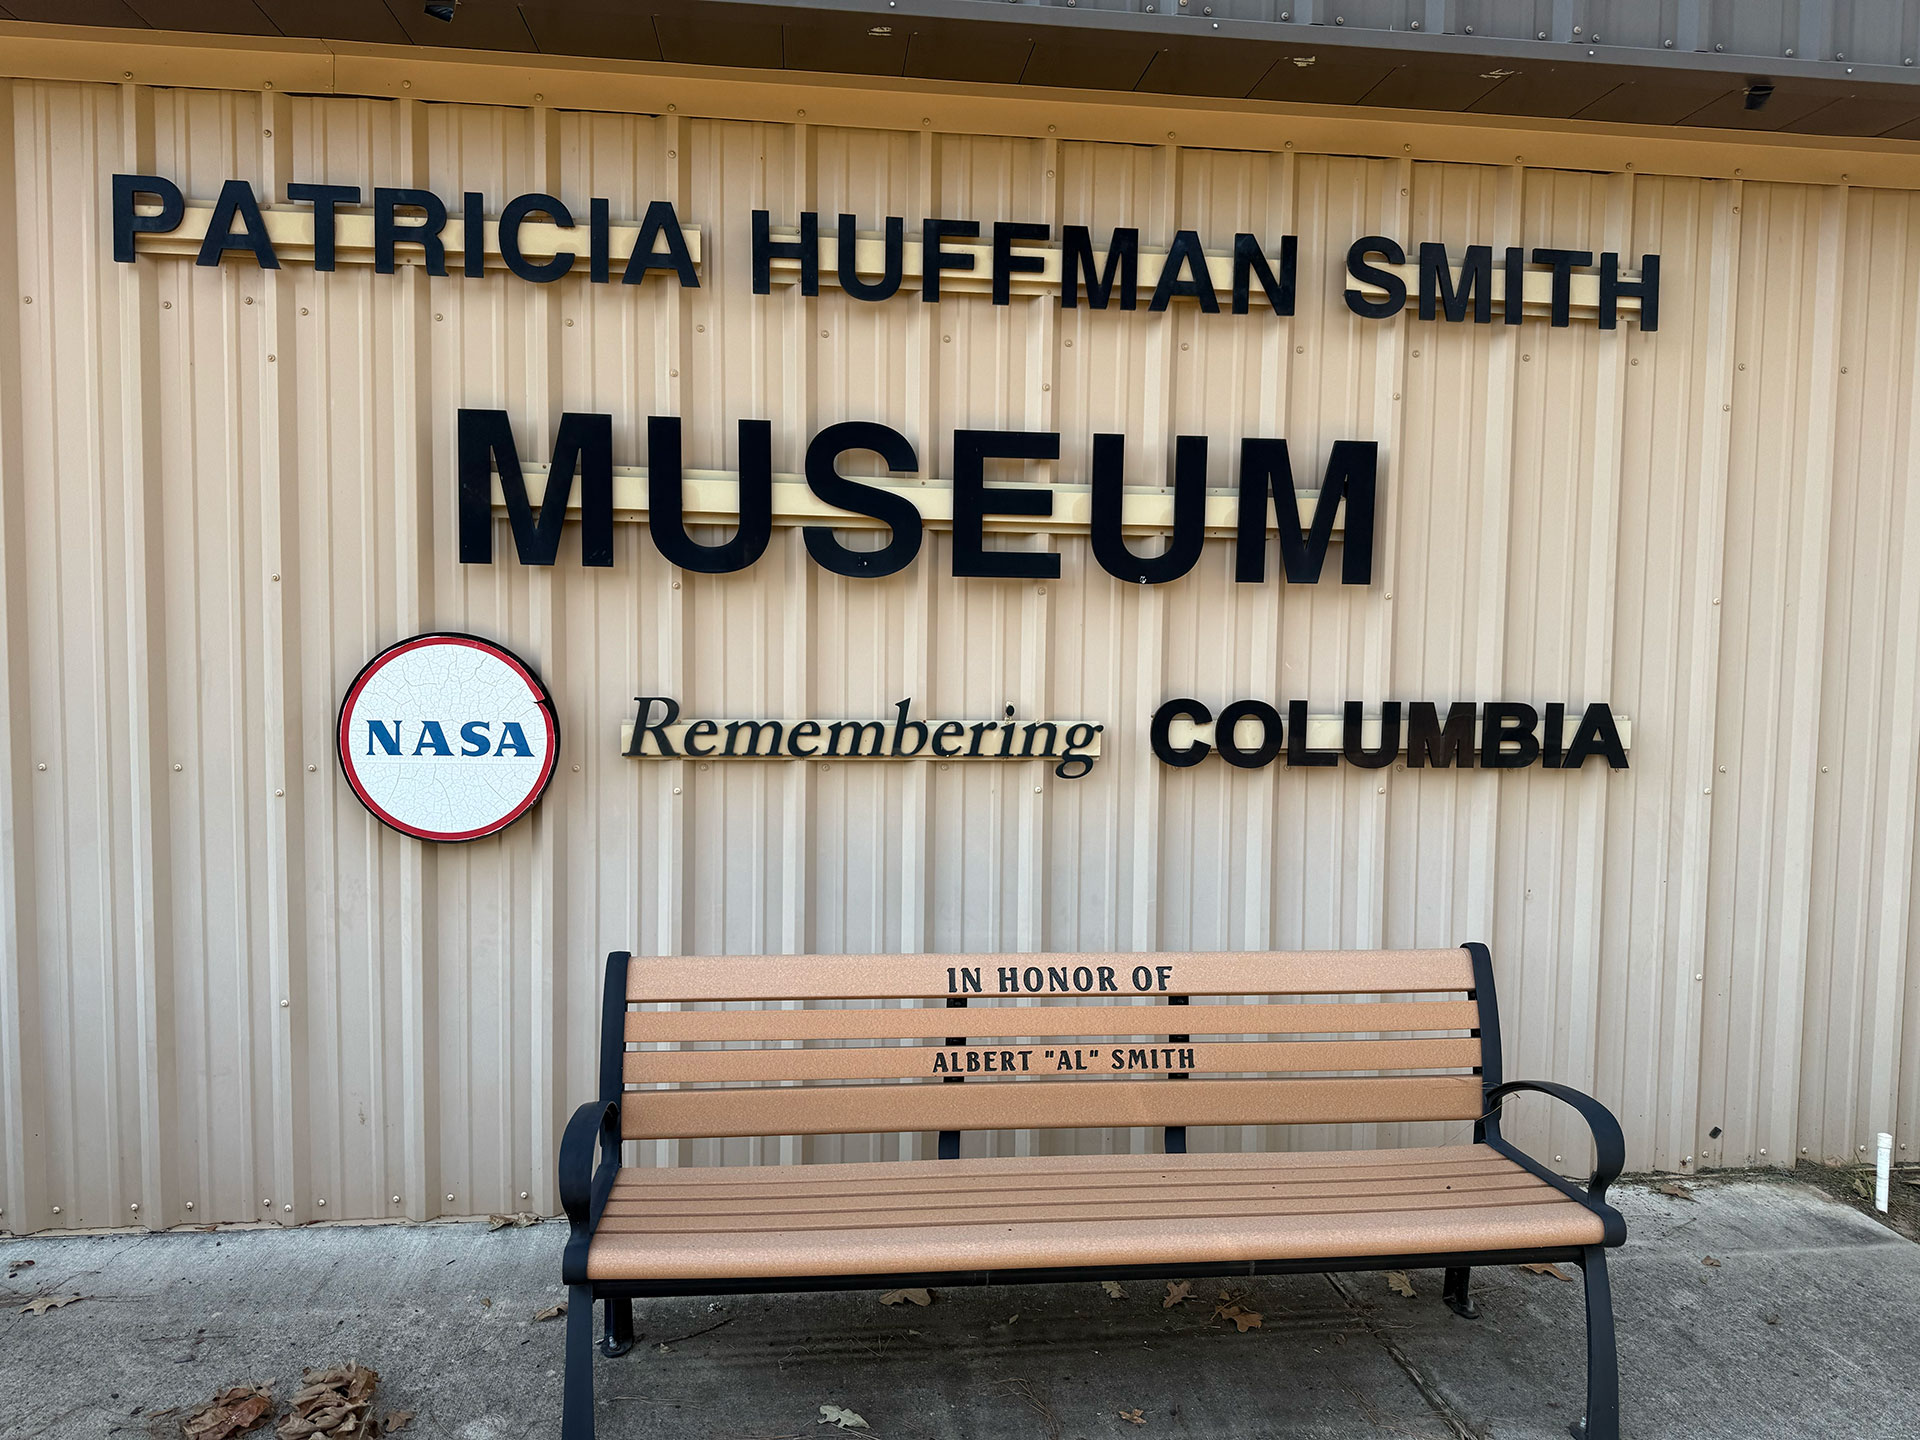 PATRICIA HUFFMAN SMITH
MUSEUM
NASA
Remembering COLUMBIA
IN HONOR OF
ALBERT "AL" SMITH